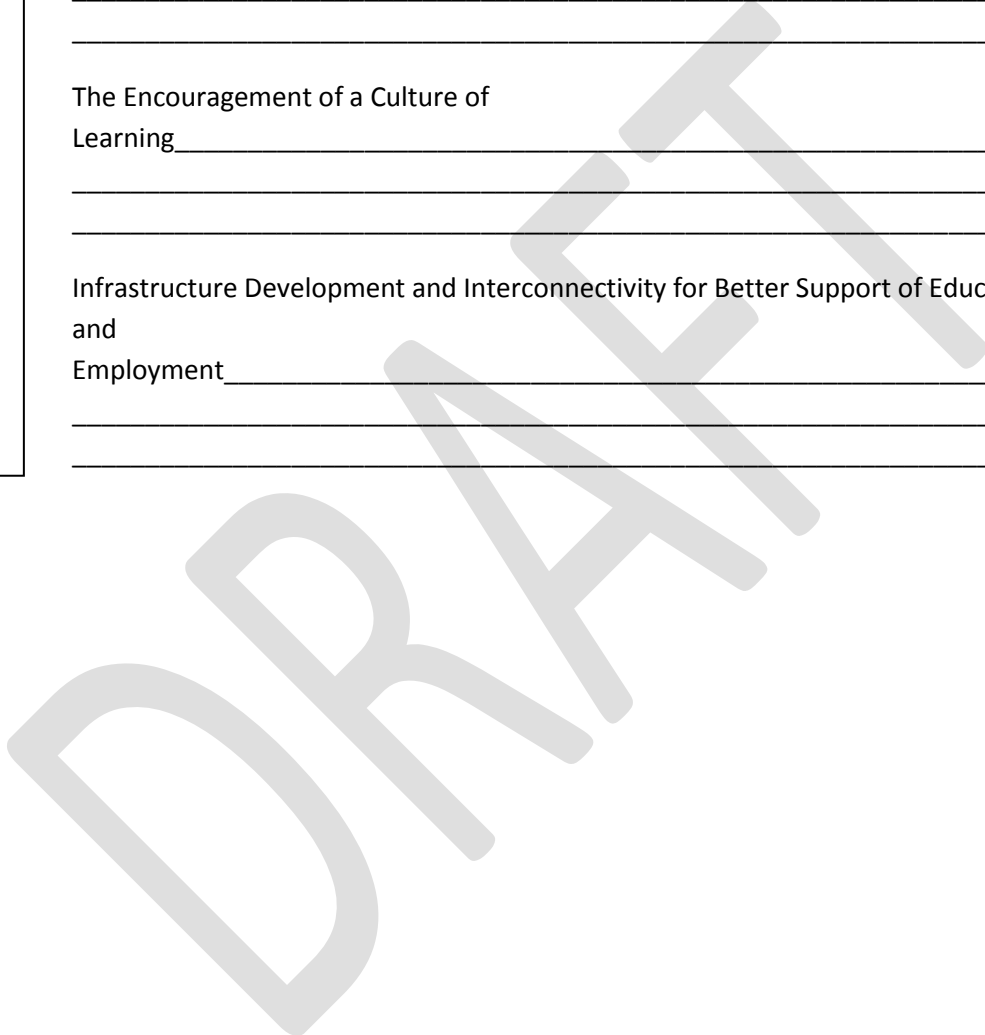 The Encouragement of a Culture of
Learning
Infrastructure Development and Interconnectivity for Better Support of Educ
and
Employment
DRAFT